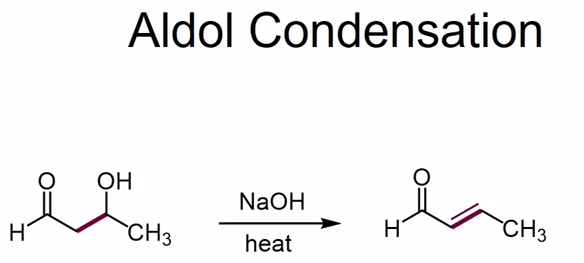 Aldol Condensation
O OH
H CH3
NaOH
heat
O
H CH3